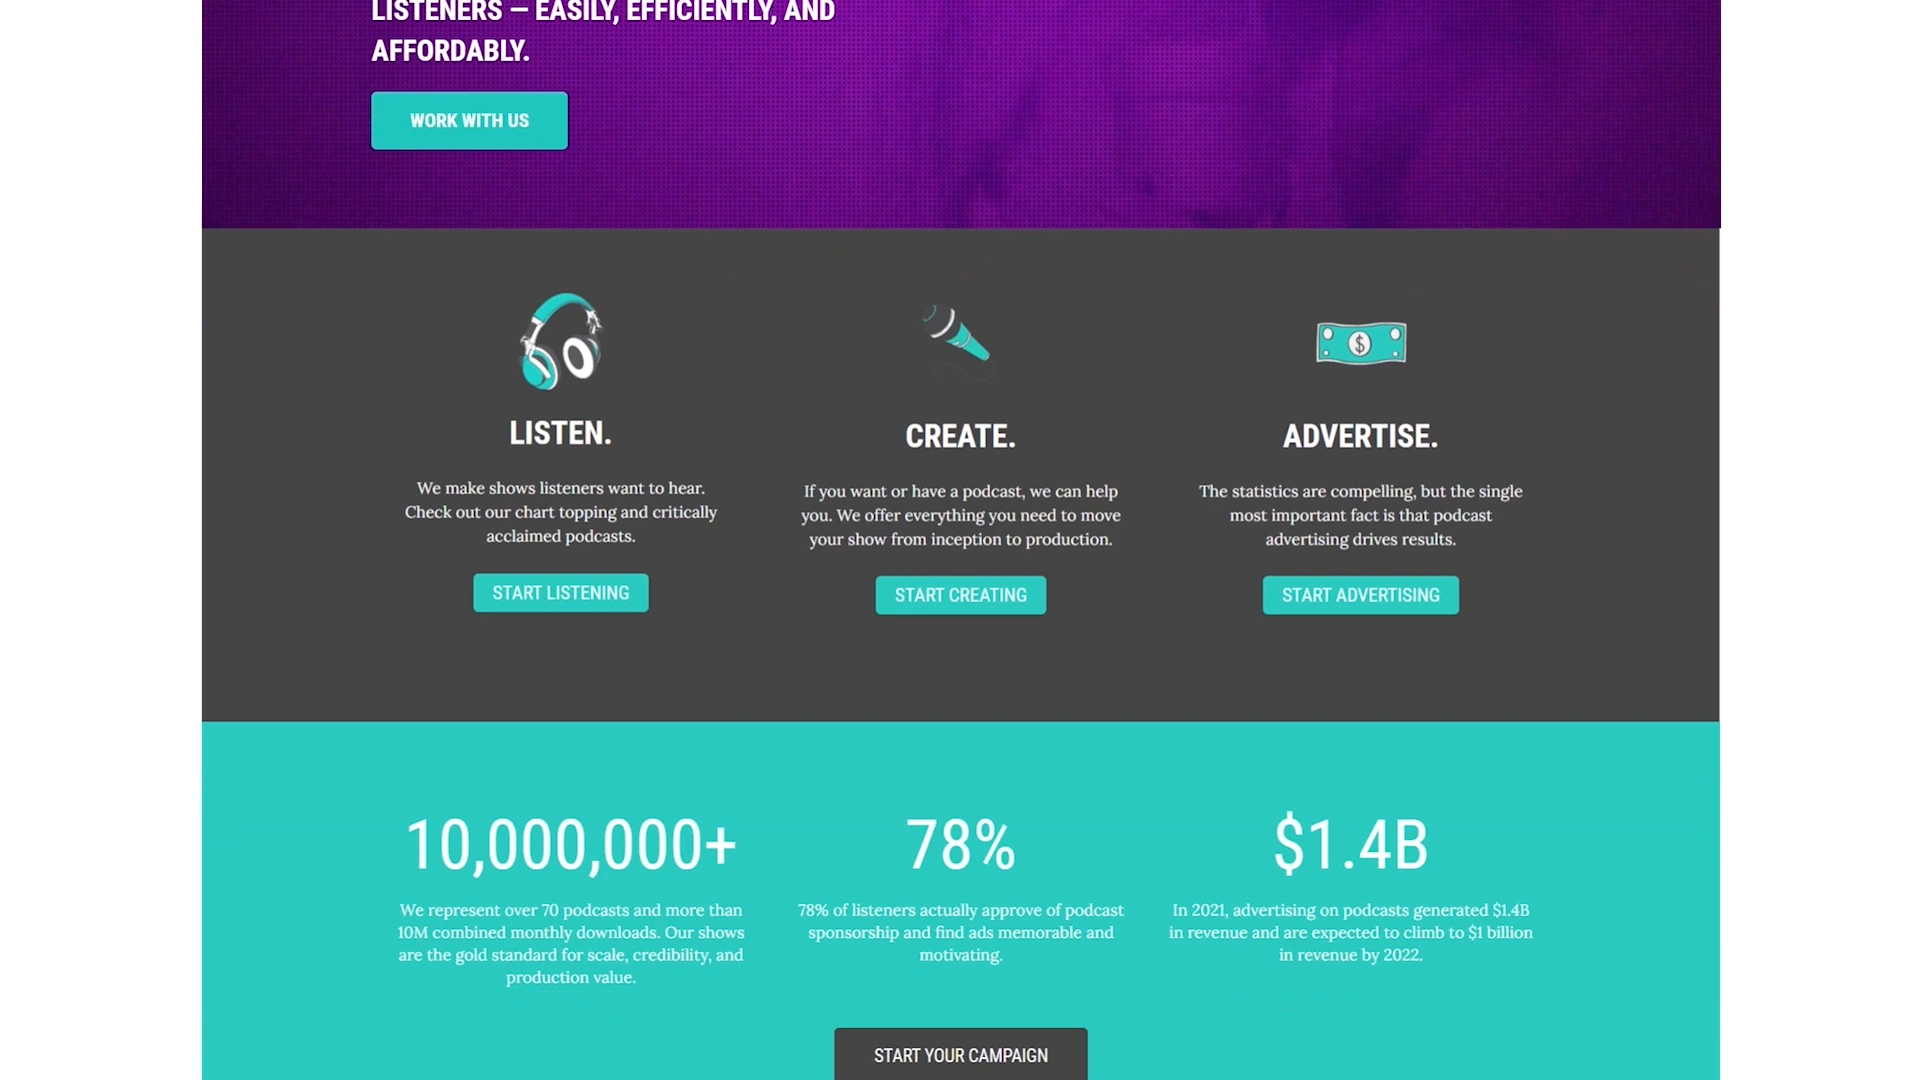 LISTENERS — EASILY, EFFICIENTLY, AND
AFFORDABLY.
WORK WITH US
LISTEN.
We make shows listeners want to hear.
Check out our chart topping and critically
acclaimed podcasts.
START LISTENING
CREATE.
If you want or have a podcast, we can help
you. We offer everything you need to move
your show from inception to production.
START CREATING
$
ADVERTISE.
The statistics are compelling, but the single
most important fact is that podcast
advertising drives results.
START ADVERTISING
10,000,000+
We represent over 70 podcasts and more than
10M combined monthly downloads. Our shows
are the gold standard for scale, credibility, and
production value.
78%
78% of listeners actually approve of podcast
sponsorship and find ads memorable and
motivating.
$1.4B
In 2021, advertising on podcasts generated $1.4B
in revenue and are expected to climb to $1 billion
in revenue by 2022.
START YOUR CAMPAIGN